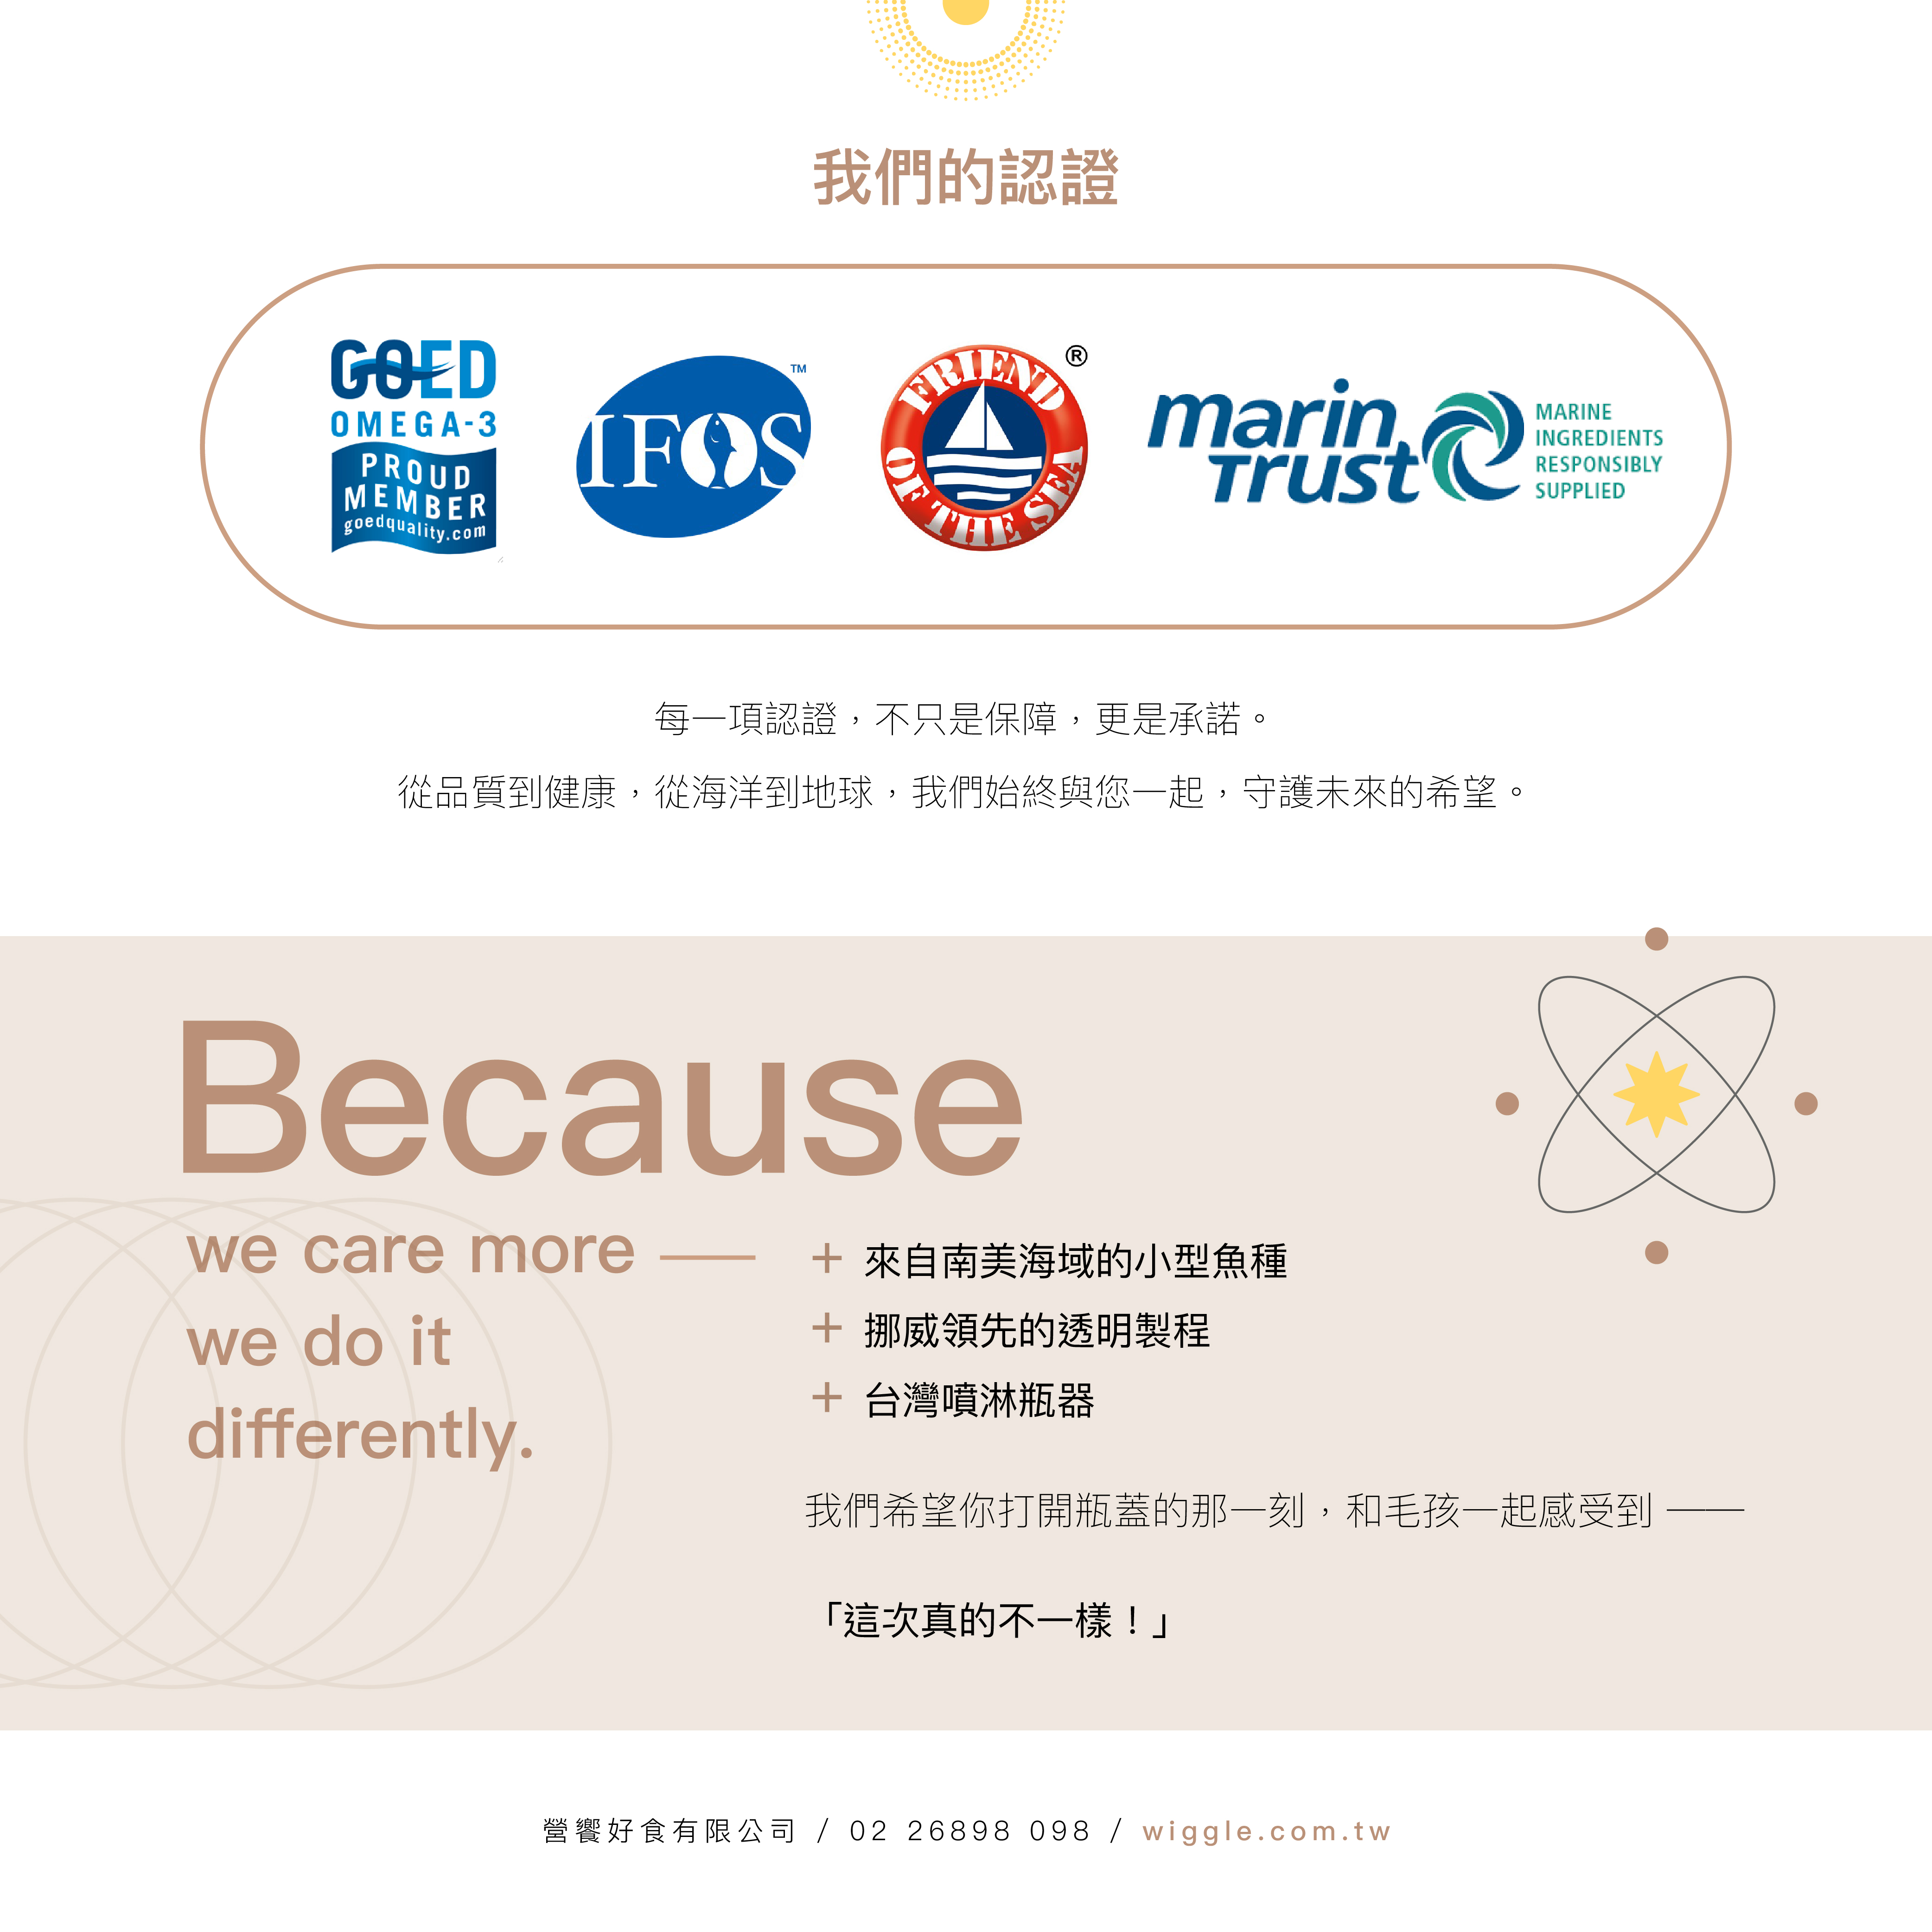 我們的認證
GOED
OMEGA-3
PROUD
MEMBER
goedquality.com
IFOS™
FRIEND OF THE SEA ®
marin trust
MARINE
INGREDIENTS
RESPONSIBLY
SUPPLIED
每一項認證，不只是保障，更是承諾。
從品質到健康，從海洋到地球，我們始終與您一起，守護未來的希望。
Because
we care more ——
we do it
differently.
+ 來自南美海域的小型魚種
+ 挪威領先的透明製程
+ 台灣噴淋瓶器
我們希望你打開瓶蓋的那一刻，和毛孩一起感受到 ——
「這次真的不一樣！」
營饗好食有限公司 / 02 26898 098 / wiggle.com.tw